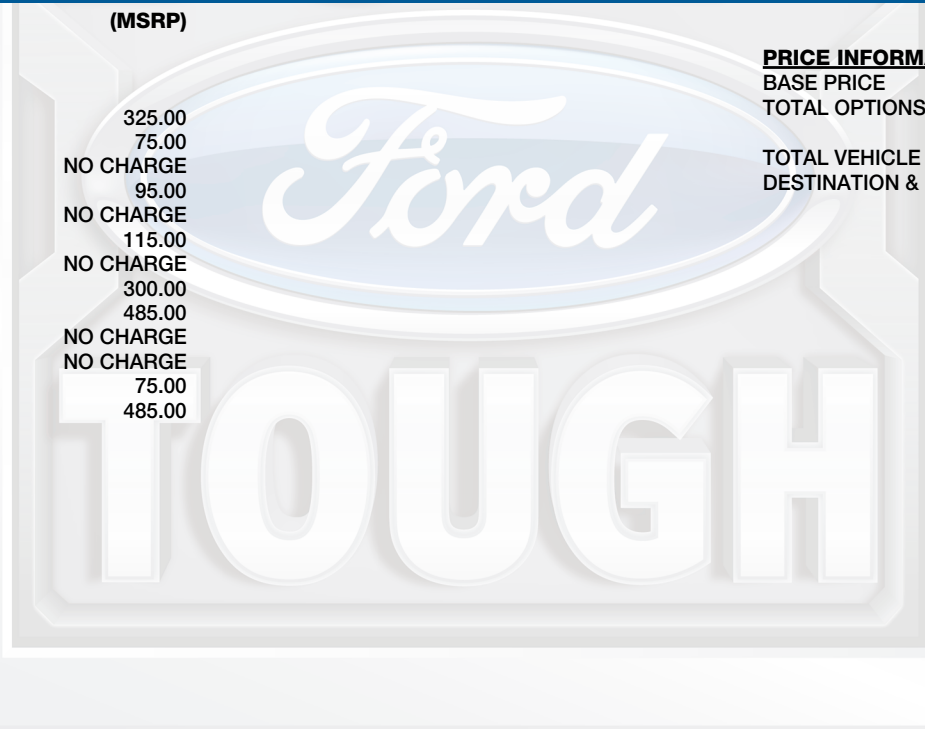 (MSRP)
325.00
75.00
NO CHARGE
95.00
NO CHARGE
115.00
NO CHARGE
300.00
485.00
NO CHARGE
NO CHARGE
75.00
485.00
PRICE INFORMA
BASE PRICE
TOTAL OPTIONS
TOTAL VEHICLE
DESTINATION &
Ford
TOUGH